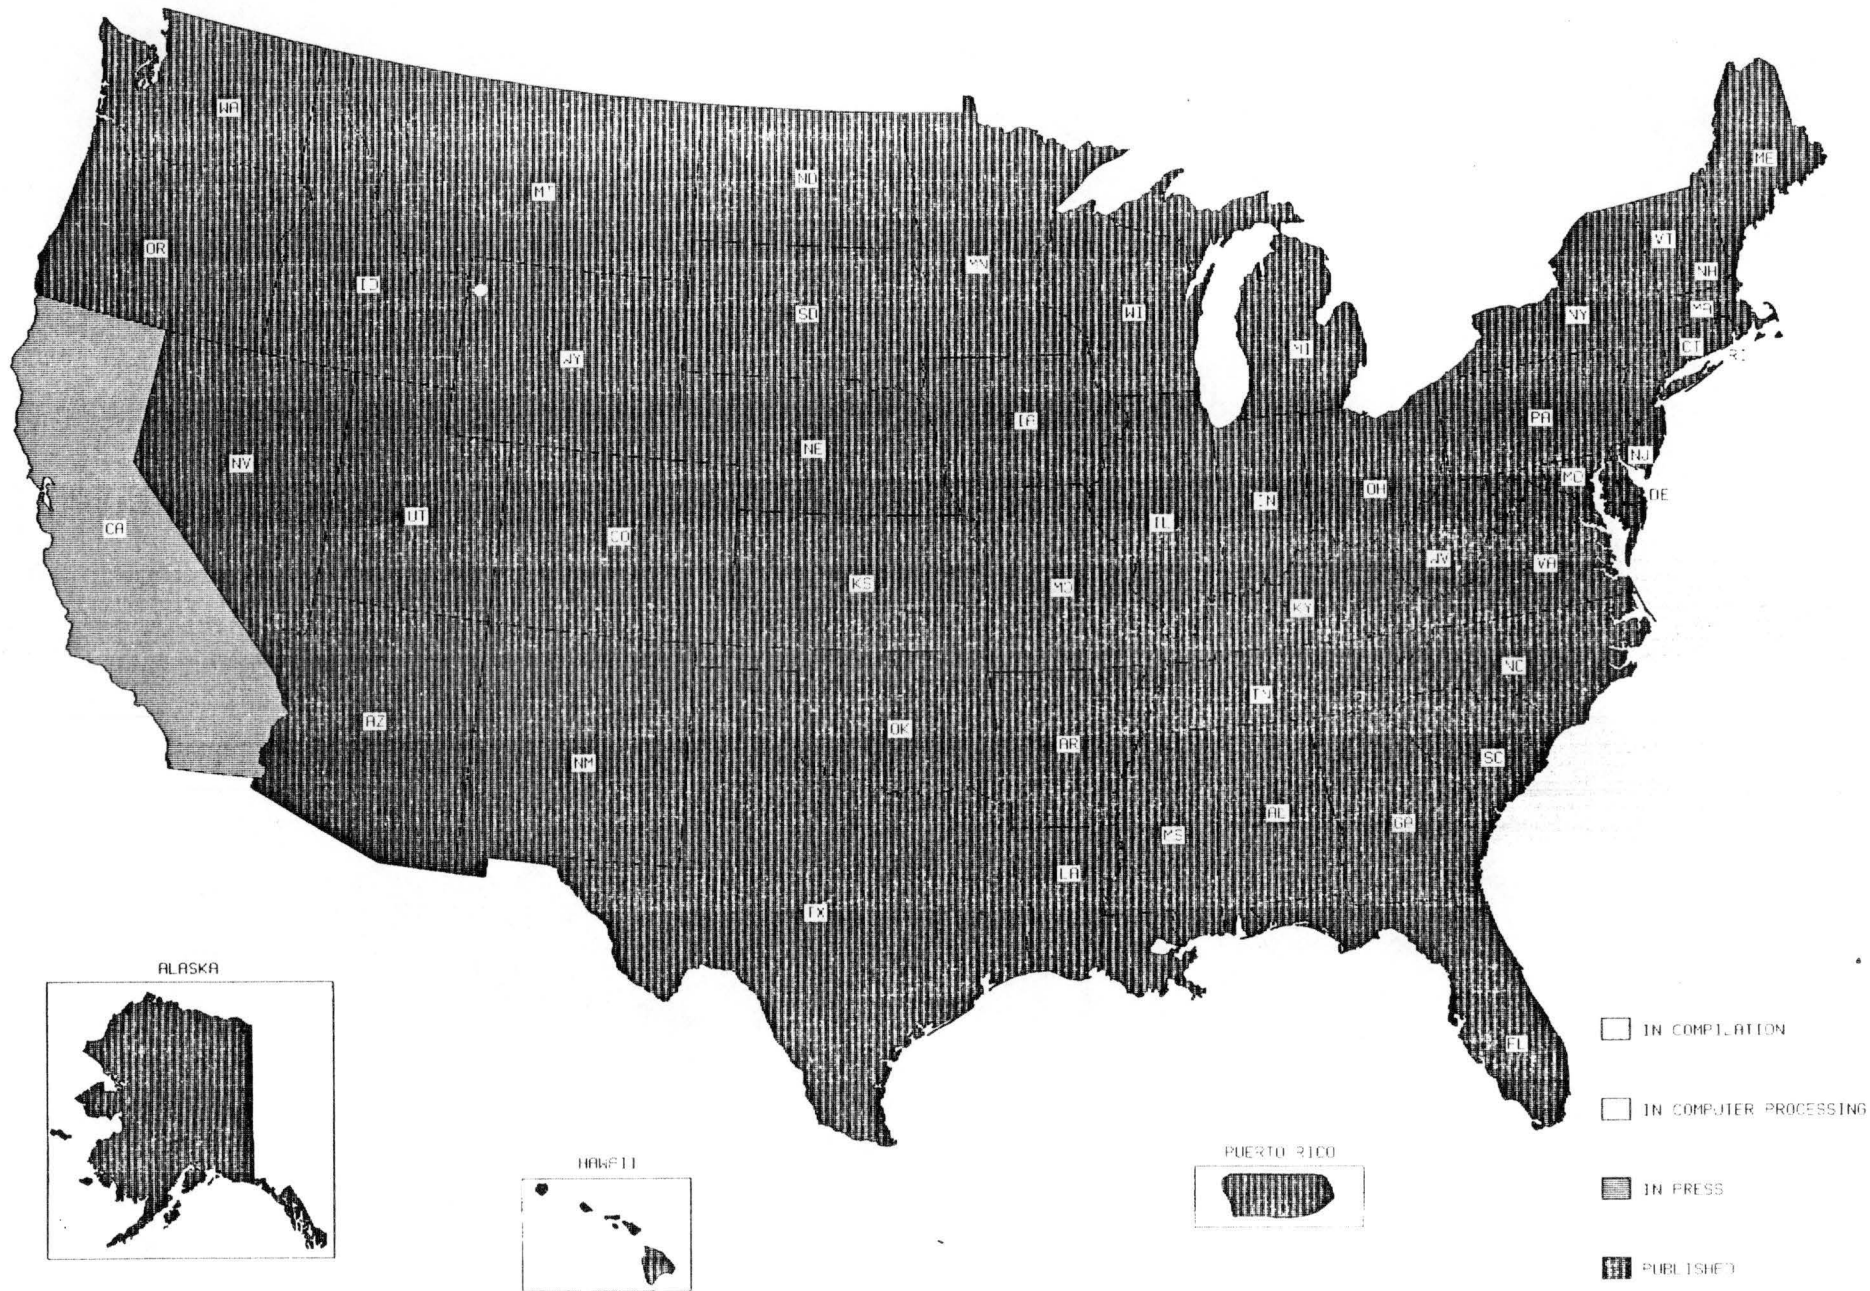 WA
ME
ND
MT
VT
OR
MN
NH
ID
MA
SD
WI
NY
CT
MI
WY
RI
PA
IA
NE
NJ
NV
MD
OH
DE
IN
UT
IL
CO
WV
VA
CA
KS
MO
KY
NC
TN
AZ
OK
AR
SC
NM
AL
GA
MS
LA
TX
ALASKA
IN COMPILATION
FL
IN COMPUTER PROCESSING
PUERTO RICO
HAWAII
IN PRESS
PUBLISHED